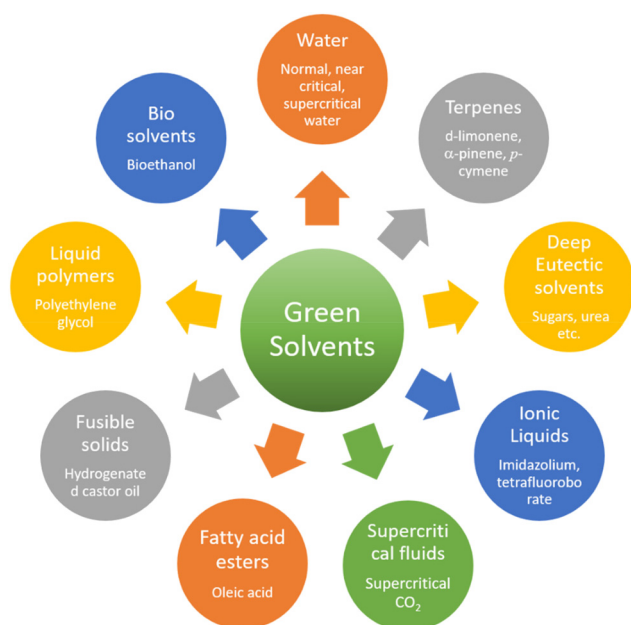 Water
Normal, near
critical,
supercritical
water
Terpenes
d-limonene,
α-pinene, p-
cymene
Deep
Eutectic
solvents
Sugars, urea
etc.
Ionic
Liquids
Imidazolium,
tetrafluorobo
rate
Supercriti
cal fluids
Supercritical
CO₂
Fatty acid
esters
Oleic acid
Fusible
solids
Hydrogenate
d castor oil
Liquid
polymers
Polyethylene
glycol
Bio
solvents
Bioethanol
Green
Solvents